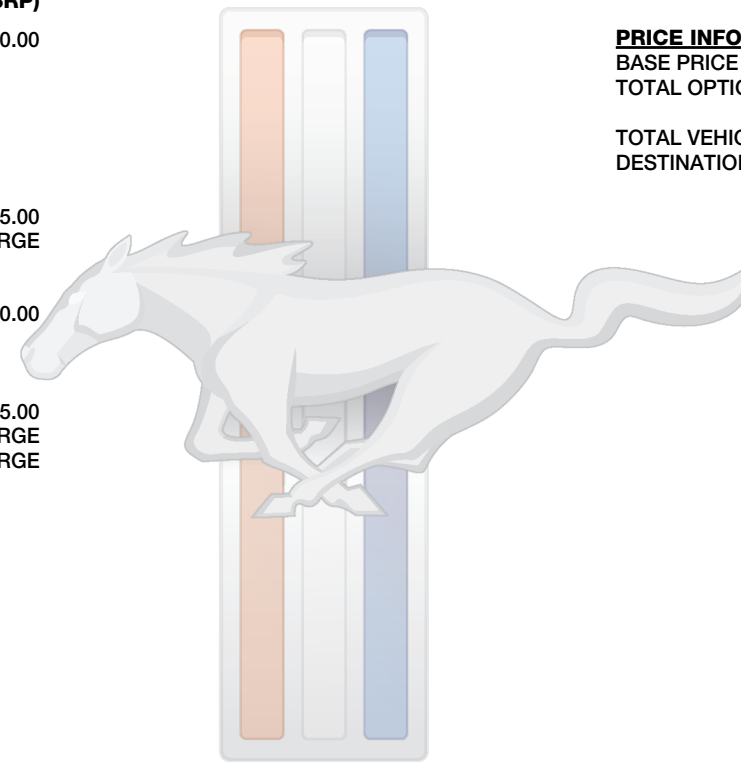 SRP)
0.00
5.00
RGE
0.00
5.00
RGE
RGE
PRICE INFO
BASE PRICE
TOTAL OPTIO
TOTAL VEHIC
DESTINATION